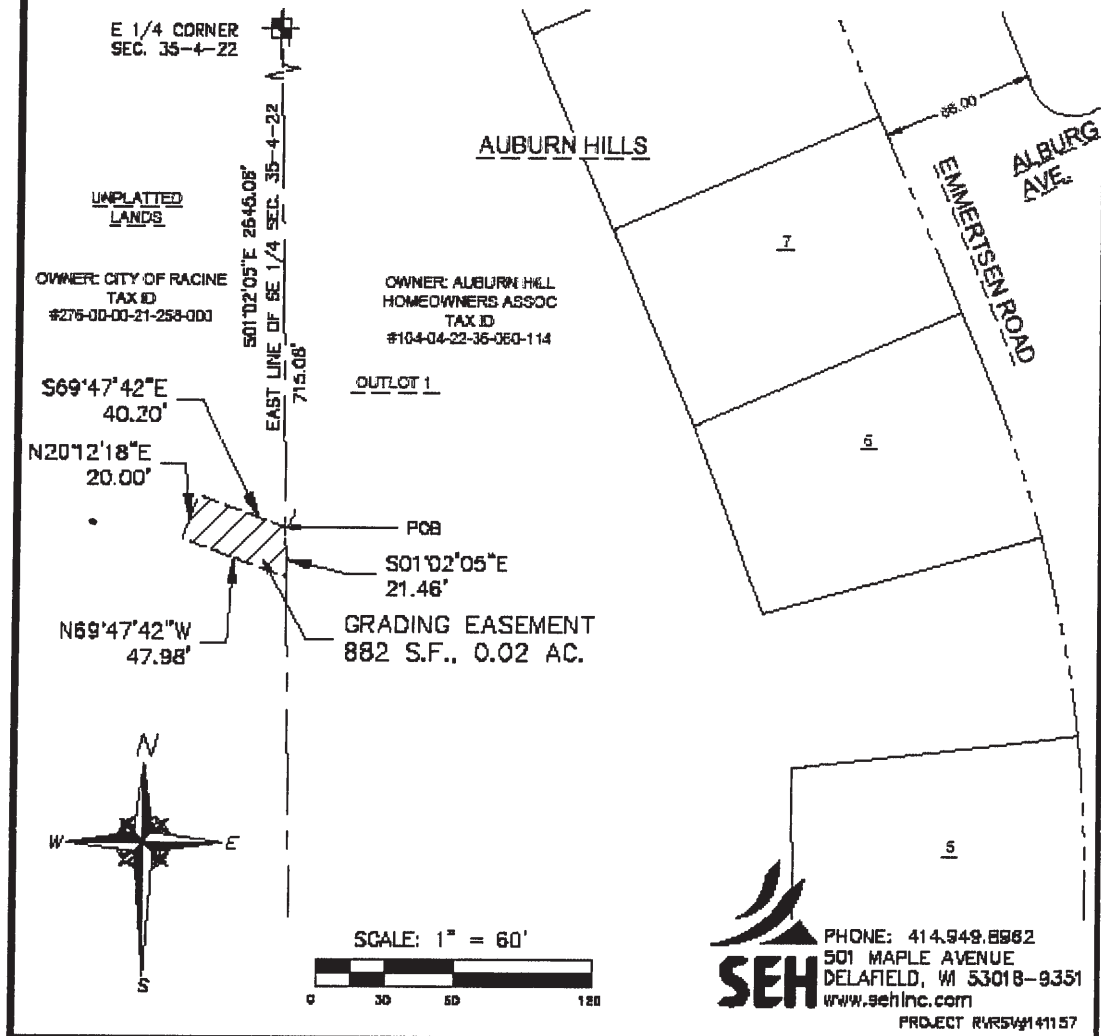 E 1/4 CORNER
SEC. 35-4-22
AUBURN HILLS
ALBURG
AVE.
66.00
EMMERTSEN ROAD
UNPLATTED
LANDS
OWNER: CITY OF RACINE
TAX ID
#276-00-00-21-258-000
S01°02'05"E 2646.06'
EAST LINE OF SE 1/4 SEC. 35-4-22
715.08'
OWNER: AUBURN HILL
HOMEOWNERS ASSOC
TAX ID
#104-04-22-36-060-114
OUTLOT 1
7
6
S69°47'42"E
40.20'
N20°12'18"E
20.00'
POB
S01°02'05"E
21.46'
N69°47'42"W
47.98'
GRADING EASEMENT
882 S.F., 0.02 AC.
N
W
E
S
5
SCALE: 1" = 60'
0 30 60 120
SEH
PHONE: 414.949.8962
501 MAPLE AVENUE
DELAFIELD, WI 53018-9351
www.sehinc.com
PROJECT RVRSW#141157